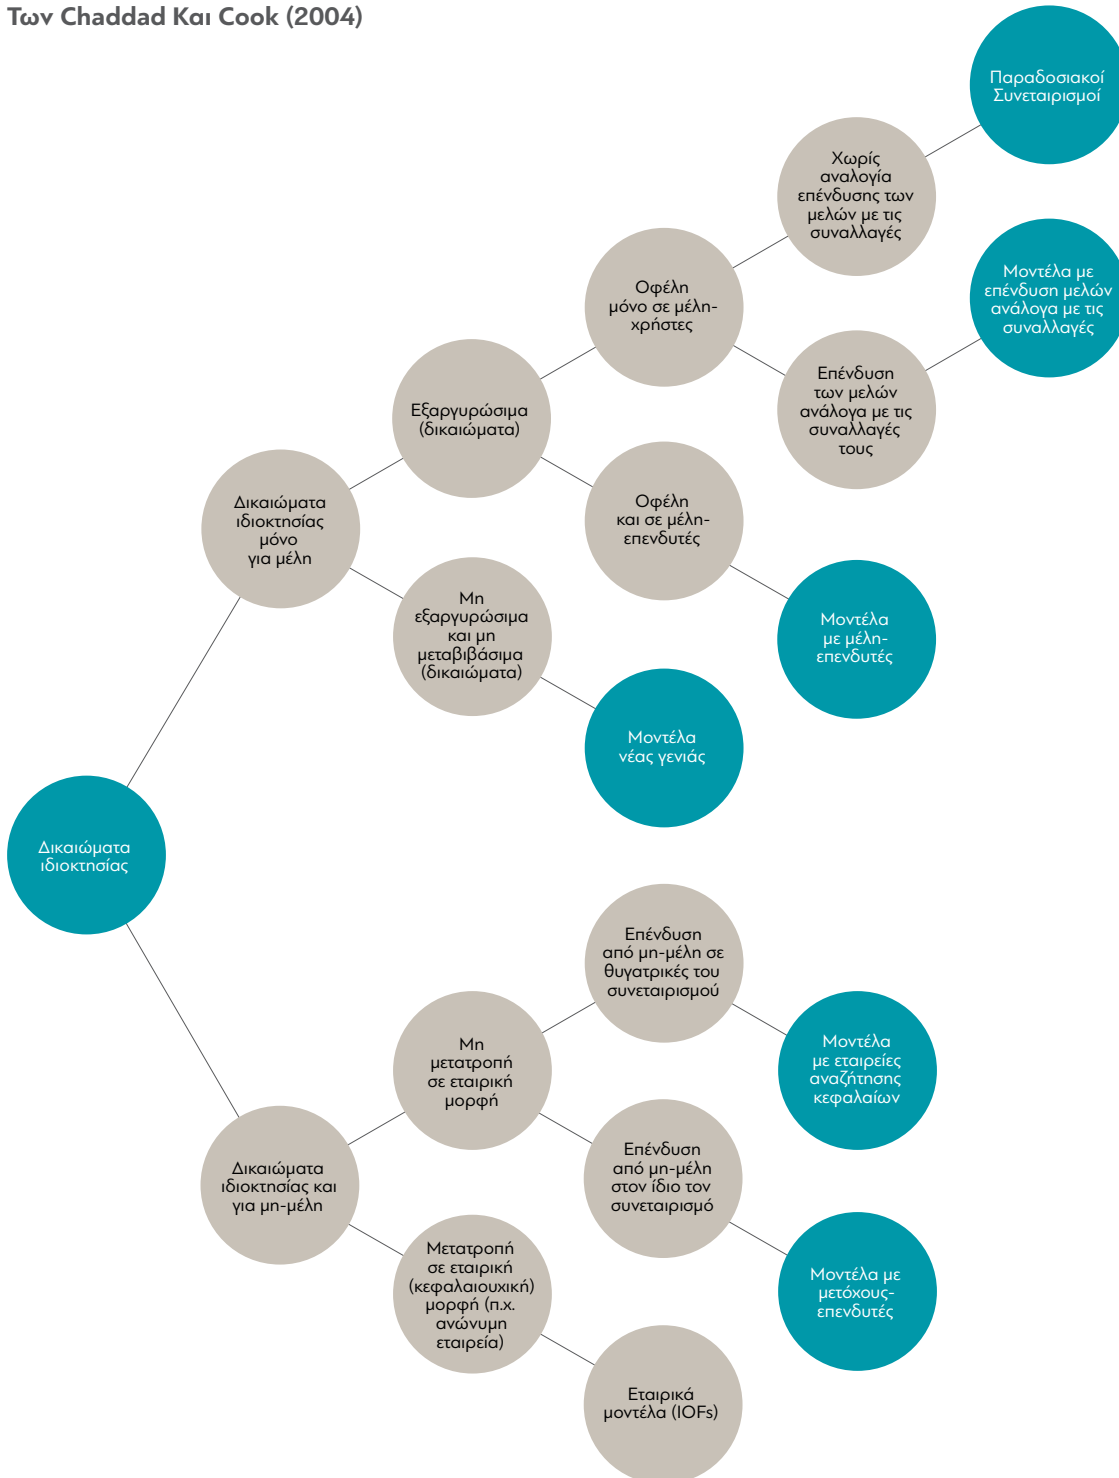 Των Chaddad Και Cook (2004)
Παραδοσιακοί
Συνεταιρισμοί
Χωρίς
αναλογία
επένδυσης των
μελών με τις
συναλλαγές
Μοντέλα με
επένδυση μελών
ανάλογα με τις
συναλλαγές
Οφέλη
μόνο σε μέλη-
χρήστες
Επένδυση
των μελών
ανάλογα με τις
συναλλαγές
τους
Εξαργυρώσιμα
(δικαιώματα)
Οφέλη
και σε μέλη-
επενδυτές
Δικαιώματα
ιδιοκτησίας
μόνο
για μέλη
Μη
εξαργυρώσιμα
και μη
μεταβιβάσιμα
(δικαιώματα)
Μοντέλα
με μέλη-
επενδυτές
Μοντέλα
νέας γενιάς
Δικαιώματα
ιδιοκτησίας
Επένδυση
από μη-μέλη σε
θυγατρικές του
συνεταιρισμού
Μη
μετατροπή
σε εταιρική
μορφή
Μοντέλα
με εταιρείες
αναζήτησης
κεφαλαίων
Δικαιώματα
ιδιοκτησίας και
για μη-μέλη
Επένδυση
από μη-μέλη
στον ίδιο τον
συνεταιρισμό
Μετατροπή
σε εταιρική
(κεφαλαιουχική)
μορφή (π.χ.
ανώνυμη
εταιρεία)
Μοντέλα με
μετόχους-
επενδυτές
Εταιρικά
μοντέλα (IOFs)